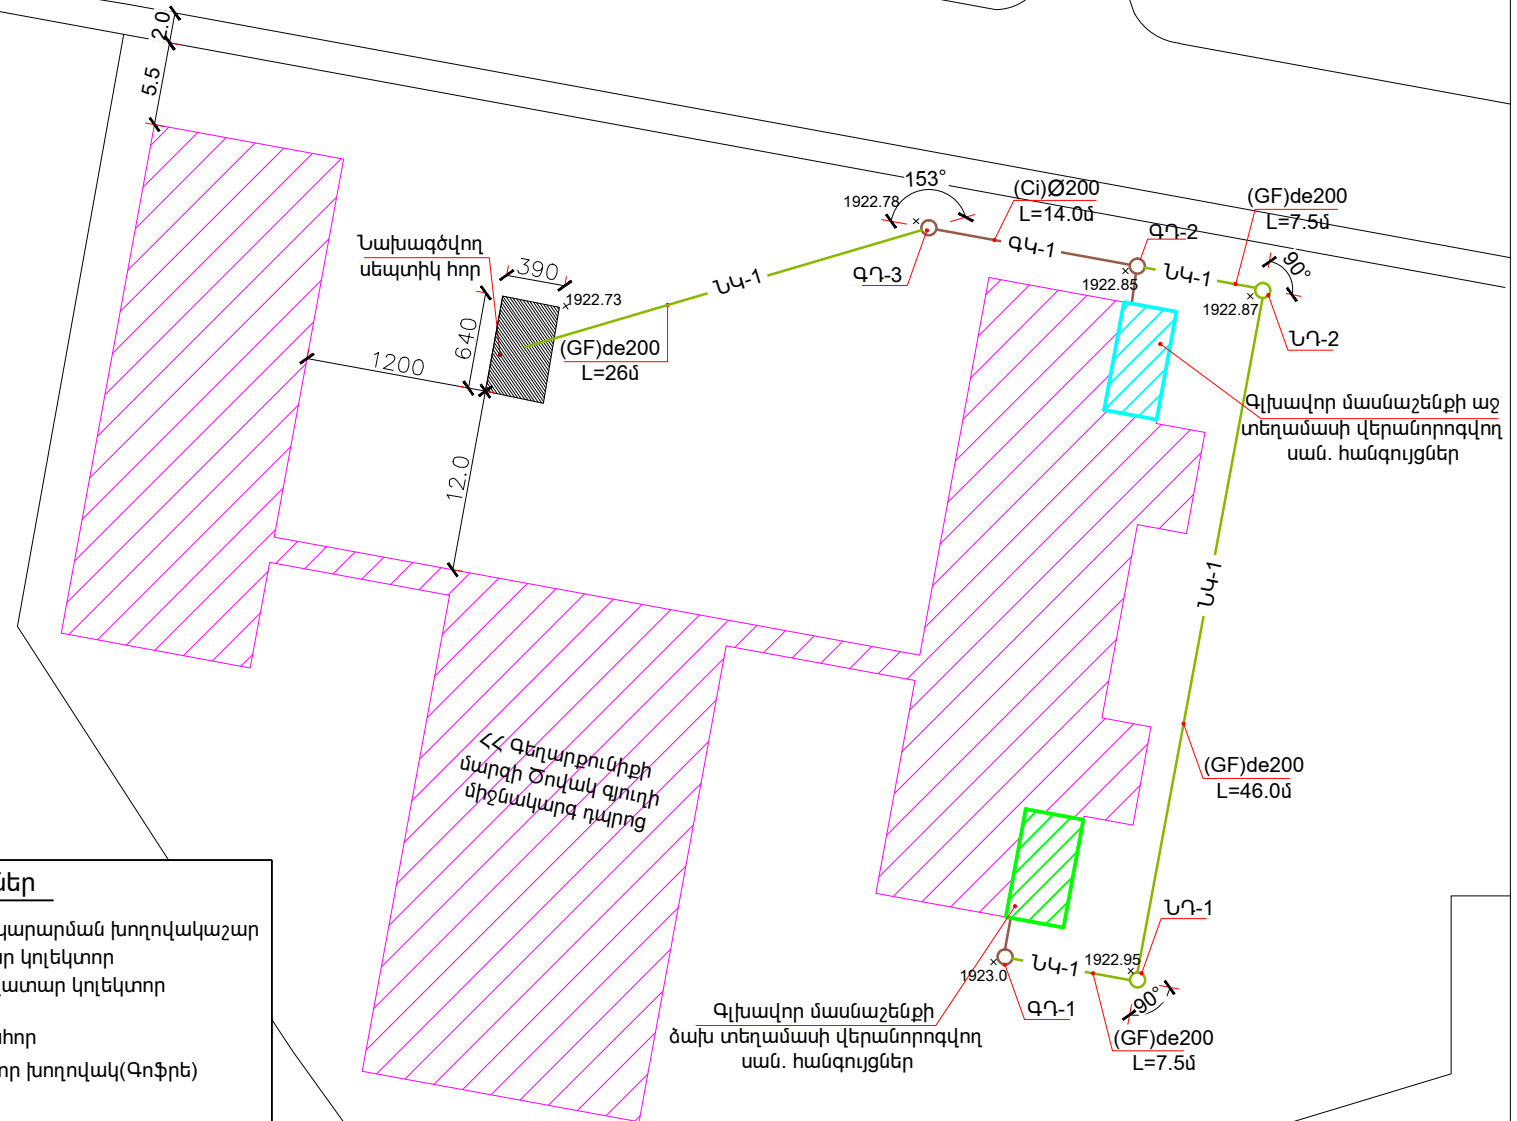 2.0
5.5
153°
1922.78
(Ci)Ø200
L=14.0մ
(GF)de200
L=7.5մ
ԳԴ-2
ԳԿ-1
90°
Նախագծվող
սեպտիկ հոր
390
1922.73
ՆԿ-1
ԳԴ-3
1922.85
ՆԿ-1
1922.87
ՆԴ-2
640
(GF)de200
L=26մ
1200
Գլխավոր մասնաշենքի աջ
տեղամասի վերանորոգվող
սան. հանգույցներ
12.0
ՆԿ-1
ՀՀ Գեղարքունիքի
մարզի Ծովակ գյուղի
միջնակարգ դպրոց
(GF)de200
L=46.0մ
ՆԴ-1
1922.95
ՆԿ-1
1923.0
90°
ԳԴ-1
Գլխավոր մասնաշենքի
ձախ տեղամասի վերանորոգվող
սան. հանգույցներ
(GF)de200
L=7.5մ
խողովակաշար
կոլեկտոր
կոլեկտոր
խողովակ(Գոֆրե)